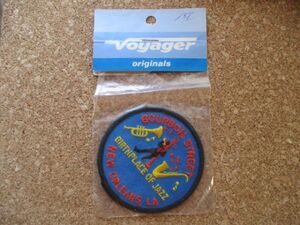 Voyager
originals
BOURBON STREET
BIRTHPLACE OF JAZZ
NEW ORLEANS, LA.